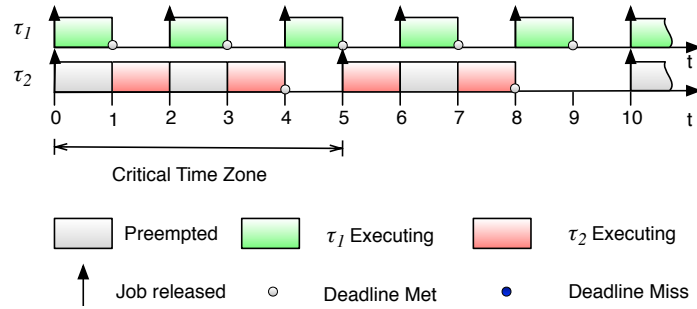 τ1
t
τ2
0 1 2 3 4 5 6 7 8 9 10 t
Critical Time Zone
Preempted τ1 Executing τ2 Executing
Job released Deadline Met Deadline Miss